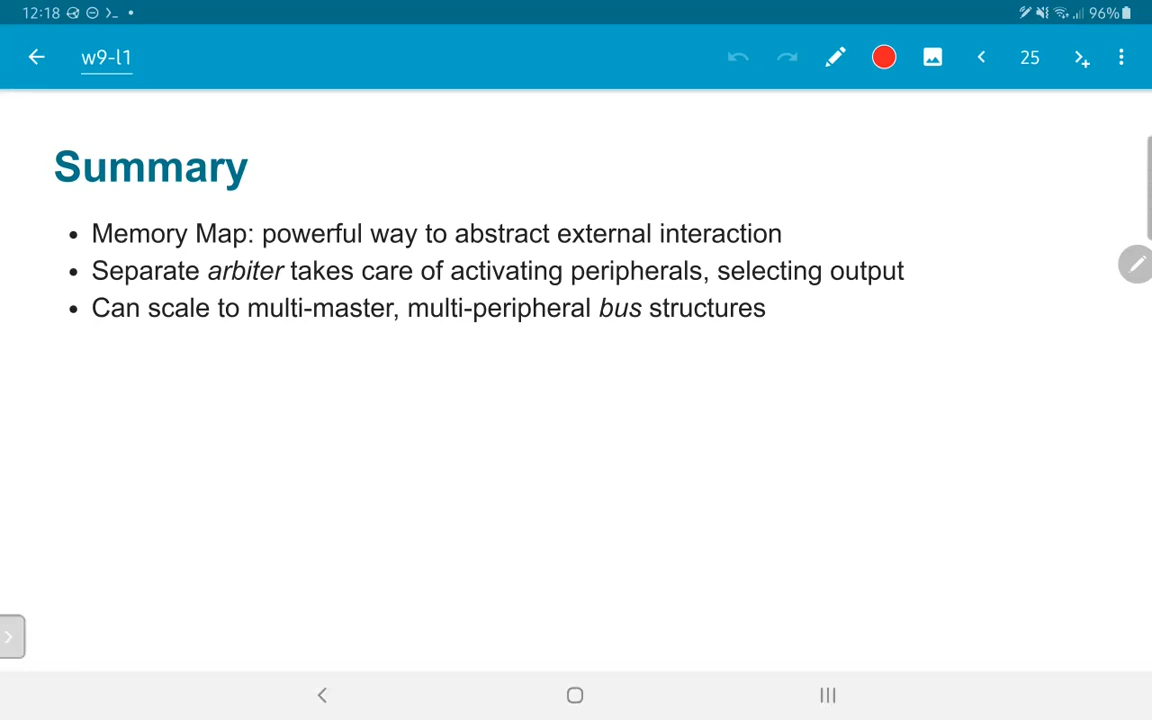 12:18 96%
w9-l1 25
Summary
Memory Map: powerful way to abstract external interaction
Separate arbiter takes care of activating peripherals, selecting output
Can scale to multi-master, multi-peripheral bus structures